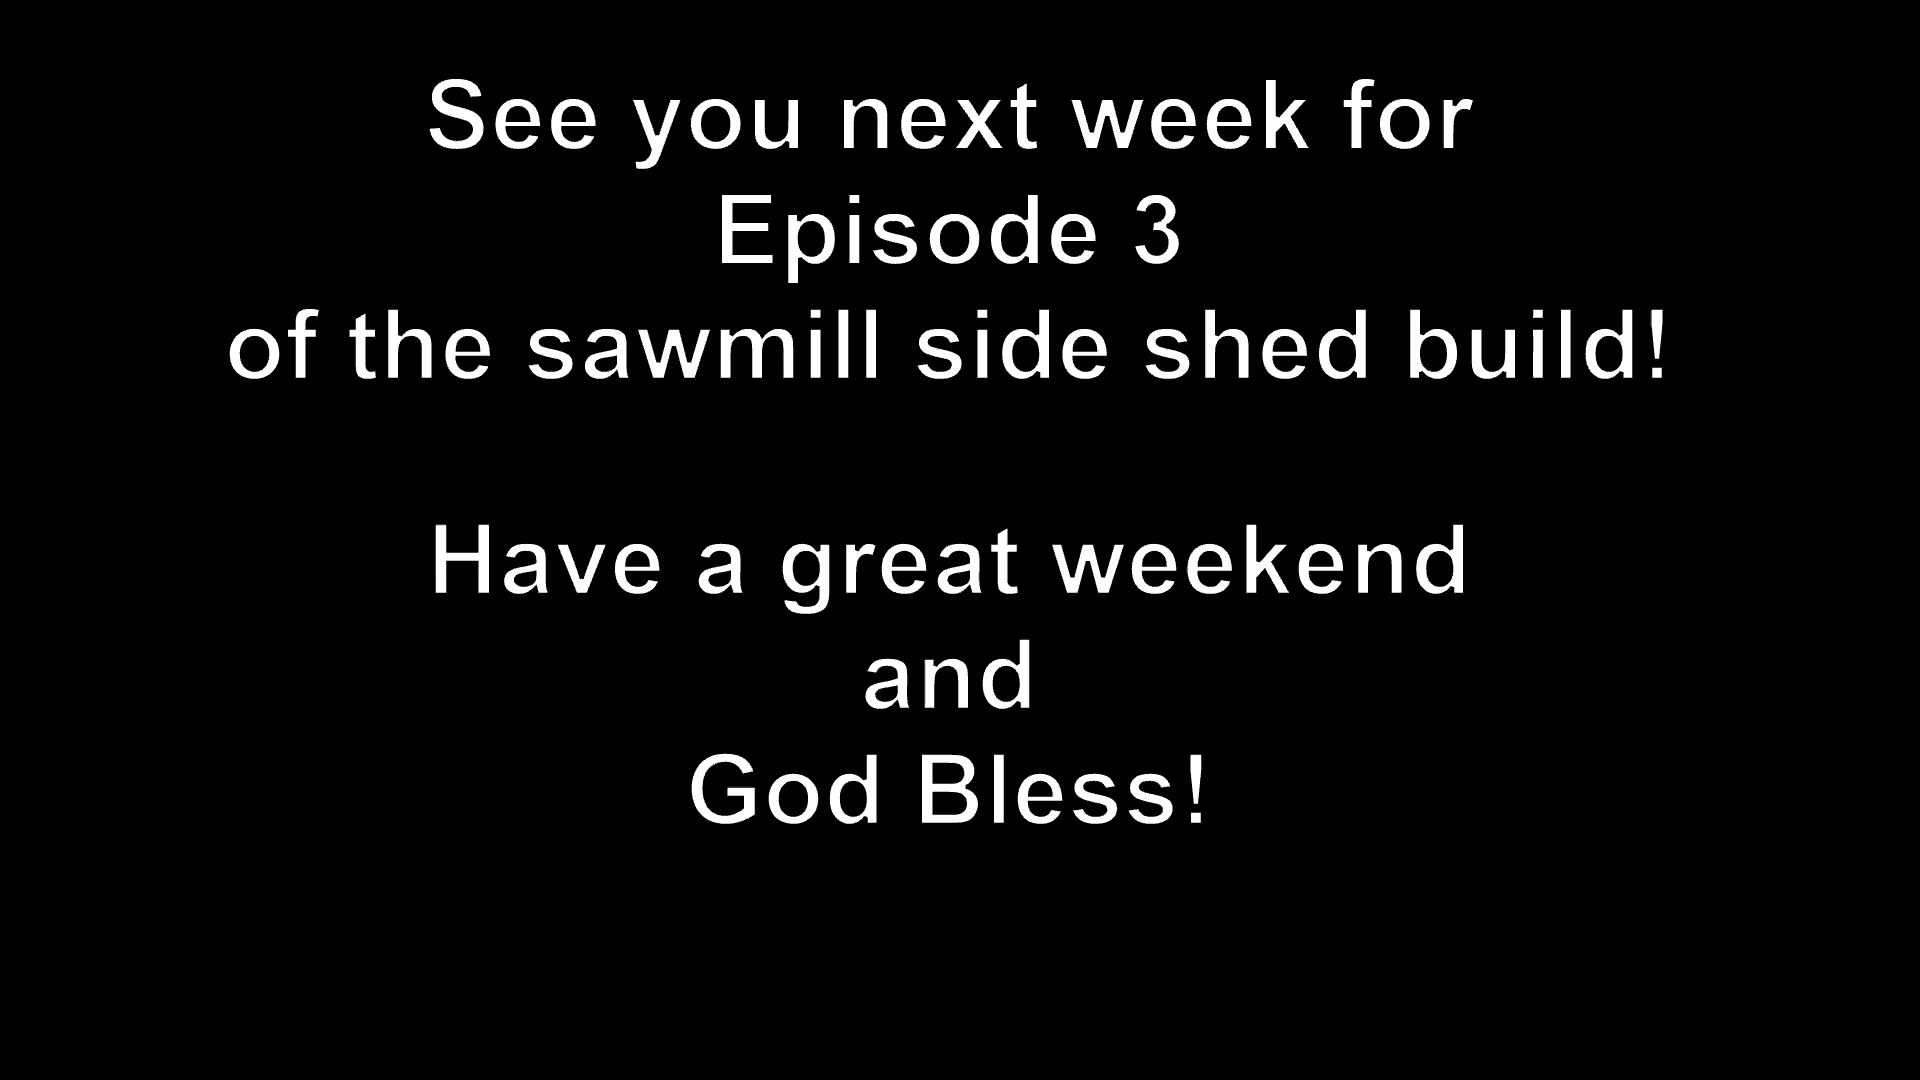 See you next week for
Episode 3
of the sawmill side shed build!
Have a great weekend
and
God Bless!